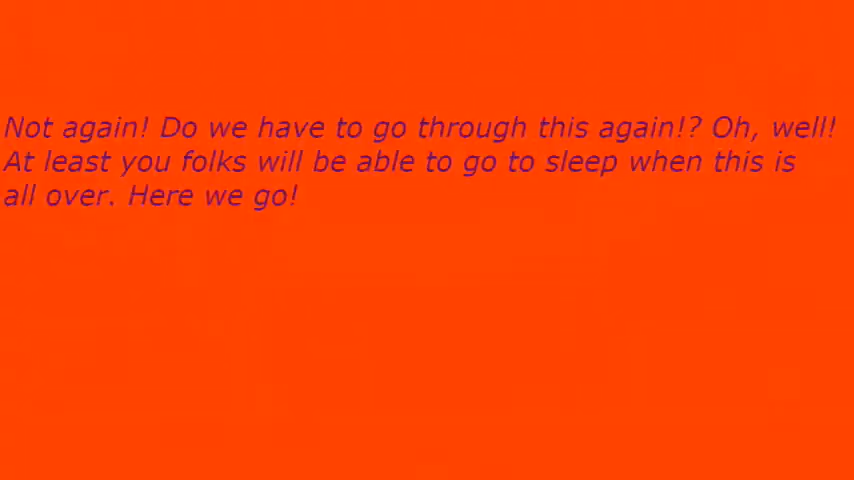 Not again! Do we have to go through this again!? Oh, well!
At least you folks will be able to go to sleep when this is
all over. Here we go!